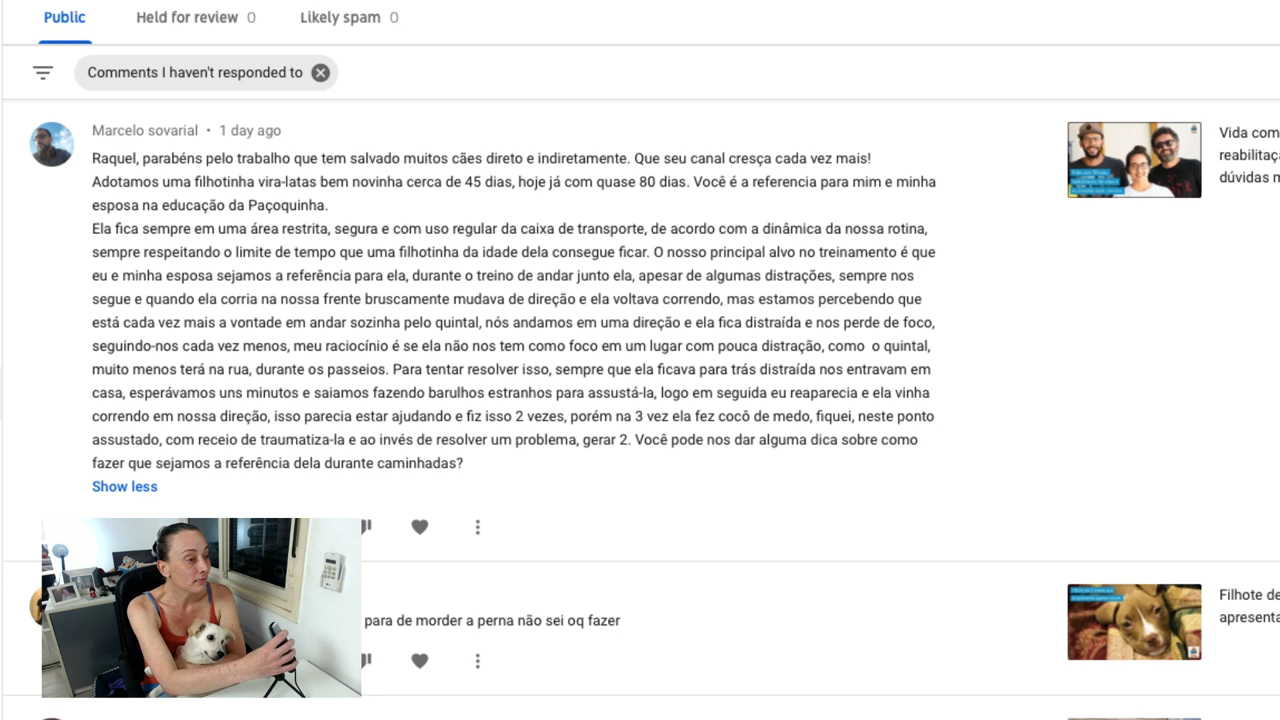 Public Held for review 0 Likely spam 0
Comments I haven't responded to
Marcelo sovarial • 1 day ago
Raquel, parabéns pelo trabalho que tem salvado muitos cães direto e indiretamente. Que seu canal cresça cada vez mais!
Adotamos uma filhotinha vira-latas bem novinha cerca de 45 dias, hoje já com quase 80 dias. Você é a referencia para mim e minha
esposa na educação da Paçoquinha.
Ela fica sempre em uma área restrita, segura e com uso regular da caixa de transporte, de acordo com a dinâmica da nossa rotina,
sempre respeitando o limite de tempo que uma filhotinha da idade dela consegue ficar. O nosso principal alvo no treinamento é que
eu e minha esposa sejamos a referência para ela, durante o treino de andar junto ela, apesar de algumas distrações, sempre nos
segue e quando ela corria na nossa frente bruscamente mudava de direção e ela voltava correndo, mas estamos percebendo que
está cada vez mais a vontade em andar sozinha pelo quintal, nós andamos em uma direção e ela fica distraída e nos perde de foco,
seguindo-nos cada vez menos, meu raciocínio é se ela não nos tem como foco em um lugar com pouca distração, como o quintal,
muito menos terá na rua, durante os passeios. Para tentar resolver isso, sempre que ela ficava para trás distraída nos entravam em
casa, esperávamos uns minutos e saiamos fazendo barulhos estranhos para assustá-la, logo em seguida eu reaparecia e ela vinha
correndo em nossa direção, isso parecia estar ajudando e fiz isso 2 vezes, porém na 3 vez ela fez cocô de medo, fiquei, neste ponto
assustado, com receio de traumatiza-la e ao invés de resolver um problema, gerar 2. Você pode nos dar alguma dica sobre como
fazer que sejamos a referência dela durante caminhadas?
Show less
Vida com
reabilitaç
dúvidas m
para de morder a perna não sei oq fazer
Filhote de
apresenta